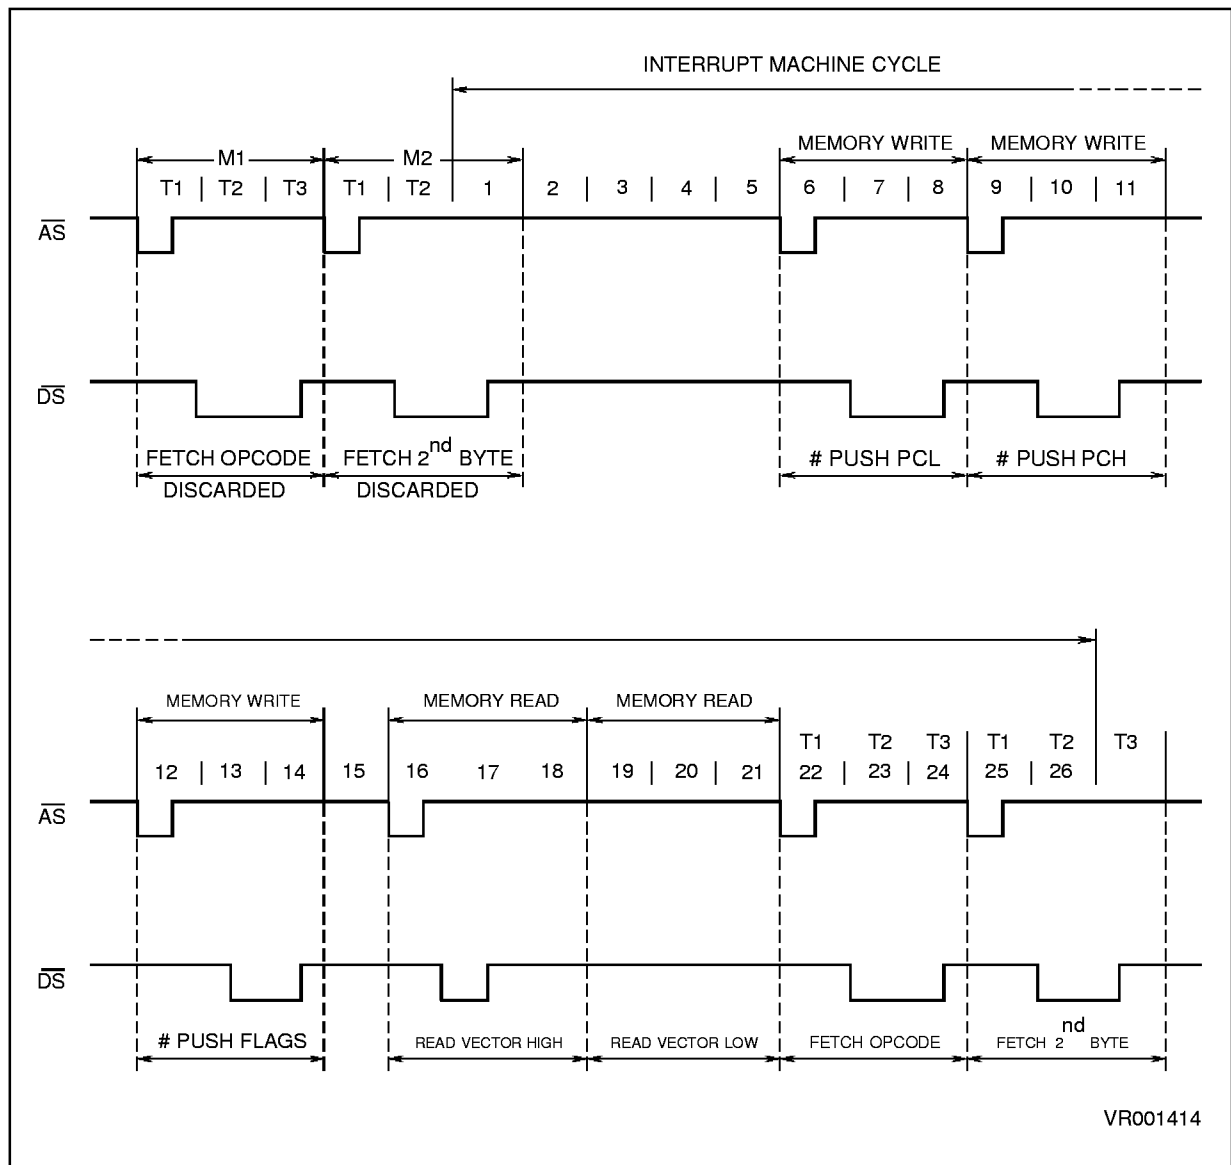 INTERRUPT MACHINE CYCLE
MEMORY WRITE MEMORY WRITE
M1 M2
T1 | T2 | T3 T1 | T2 | 1 2 | 3 | 4 | 5 6 | 7 | 8 9 | 10 | 11
AS
DS
FETCH OPCODE FETCH 2nd BYTE # PUSH PCL # PUSH PCH
DISCARDED DISCARDED
MEMORY WRITE MEMORY READ MEMORY READ
T1 T2 T3 T1 T2 T3
12 | 13 | 14 15 16 17 18 19 | 20 | 21 22 | 23 | 24 25 | 26
AS
DS
# PUSH FLAGS READ VECTOR HIGH READ VECTOR LOW FETCH OPCODE FETCH 2nd BYTE
VR001414